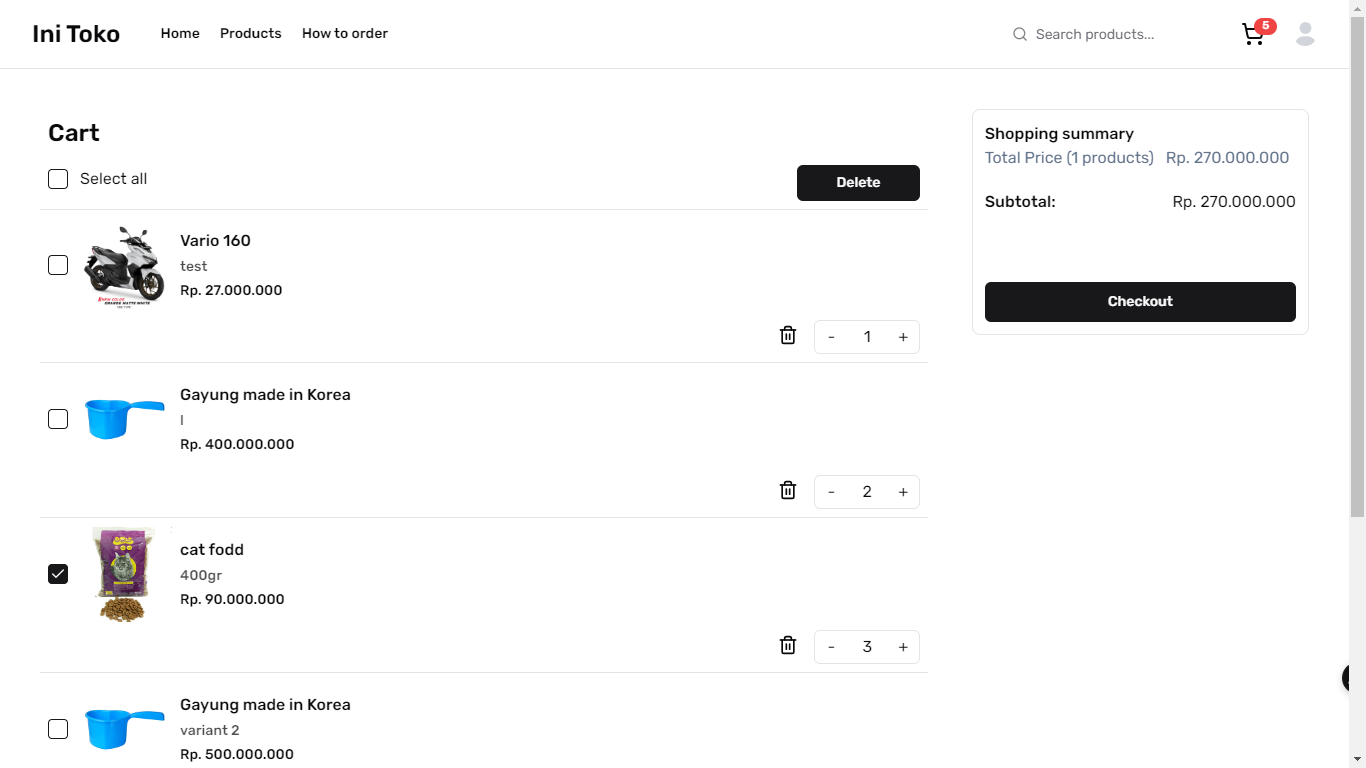 Ini Toko
Home
Products
How to order
Search products...
5
Cart
Select all
Delete
Vario 160
test
Rp. 27.000.000
- 1 +
Gayung made in Korea
l
Rp. 400.000.000
- 2 +
cat fodd
400gr
Rp. 90.000.000
- 3 +
Gayung made in Korea
variant 2
Rp. 500.000.000
Shopping summary
Total Price (1 products) Rp. 270.000.000
Subtotal: Rp. 270.000.000
Checkout